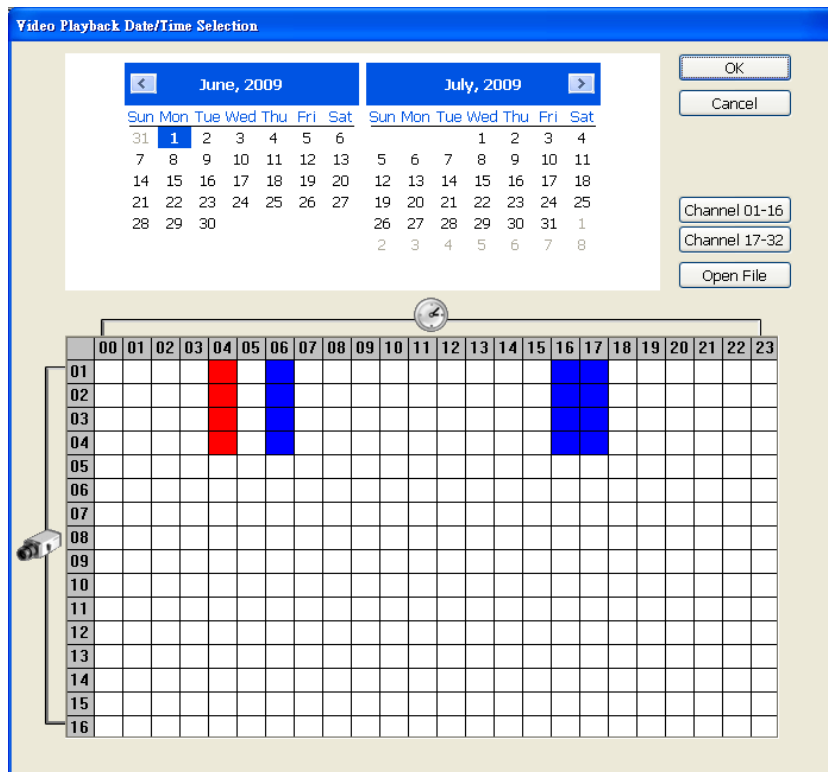 Video Playback Date/Time Selection
OK
Cancel
Channel 01-16
Channel 17-32
Open File
June, 2009
Sun Mon Tue Wed Thu Fri Sat
31 1 2 3 4 5 6
7 8 9 10 11 12 13
14 15 16 17 18 19 20
21 22 23 24 25 26 27
28 29 30
July, 2009
Sun Mon Tue Wed Thu Fri Sat
1 2 3 4
5 6 7 8 9 10 11
12 13 14 15 16 17 18
19 20 21 22 23 24 25
26 27 28 29 30 31 1
2 3 4 5 6 7 8
00 01 02 03 04 05 06 07 08 09 10 11 12 13 14 15 16 17 18 19 20 21 22 23
01
02
03
04
05
06
07
08
09
10
11
12
13
14
15
16